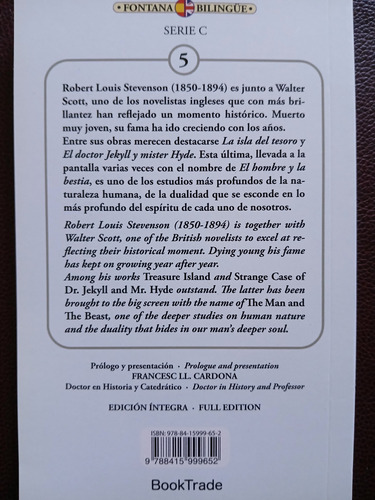 FONTANA BILINGÜE
SERIE C
5
Robert Louis Stevenson (1850-1894) es junto a Walter
Scott, uno de los novelistas ingleses que con más bri-
llantez han reflejado un momento histórico. Muerto
muy joven, su fama ha ido creciendo con los años.
Entre sus obras merecen destacarse La isla del tesoro y
El doctor Jekyll y mister Hyde. Esta última, llevada a la
pantalla varias veces con el nombre de El hombre y la
bestia, es uno de los estudios más profundos de la na-
turaleza humana, de la dualidad que se esconde en lo
más profundo del espíritu de cada uno de nosotros.
Robert Louis Stevenson (1850-1894) is together with
Walter Scott, one of the British novelists to excel at re-
flecting their historical moment. Dying young his fame
has kept on growing year after year.
Among his works Treasure Island and Strange Case of
Dr. Jekyll and Mr. Hyde outstand. The latter has been
brought to the big screen with the name of The Man and
The Beast, one of the deeper studies on human nature
and the duality that hides in our man's deeper soul.
Prólogo y presentación · Prologue and presentation
FRANCESC LL. CARDONA
Doctor en Historia y Catedrático · Doctor in History and Professor
EDICIÓN ÍNTEGRA · FULL EDITION
ISBN: 978-84-15999-65-2
9 788415 999652
BookTrade